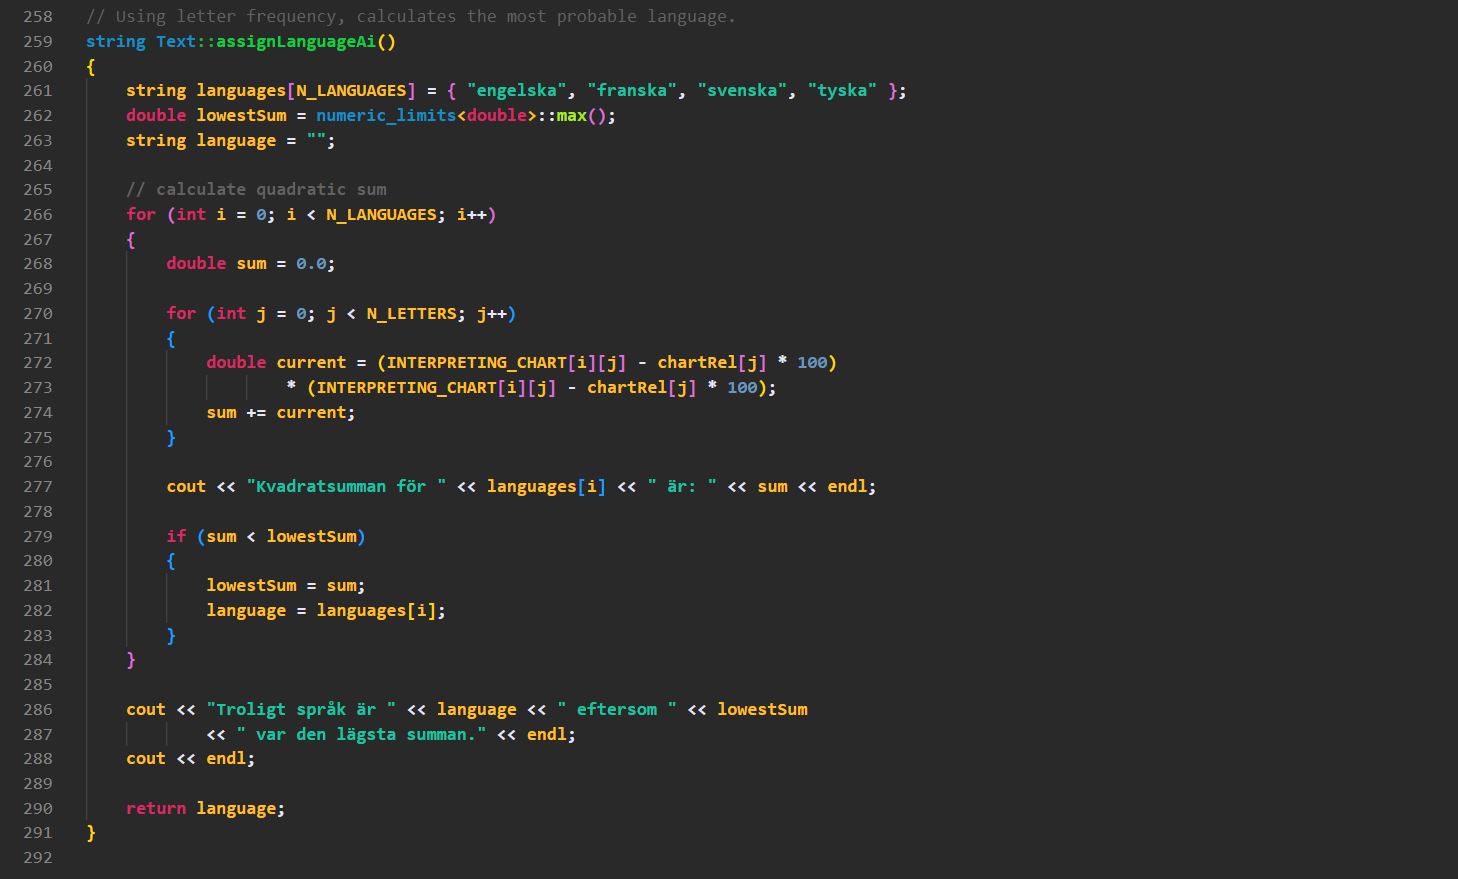 258 // Using letter frequency, calculates the most probable language.
259 string Text::assignLanguageAi()
260 {
261 string languages[N_LANGUAGES] = { "engelska", "franska", "svenska", "tyska" };
262 double lowestSum = numeric_limits<double>::max();
263 string language = "";
264
265 // calculate quadratic sum
266 for (int i = 0; i < N_LANGUAGES; i++)
267 {
268 double sum = 0.0;
269
270 for (int j = 0; j < N_LETTERS; j++)
271 {
272 double current = (INTERPRETING_CHART[i][j] - chartRel[j] * 100)
273 * (INTERPRETING_CHART[i][j] - chartRel[j] * 100);
274 sum += current;
275 }
276
277 cout << "Kvadratsumman för " << languages[i] << " är: " << sum << endl;
278
279 if (sum < lowestSum)
280 {
281 lowestSum = sum;
282 language = languages[i];
283 }
284 }
285
286 cout << "Troligt språk är " << language << " eftersom " << lowestSum
287 << " var den lägsta summan." << endl;
288 cout << endl;
289
290 return language;
291 }
292